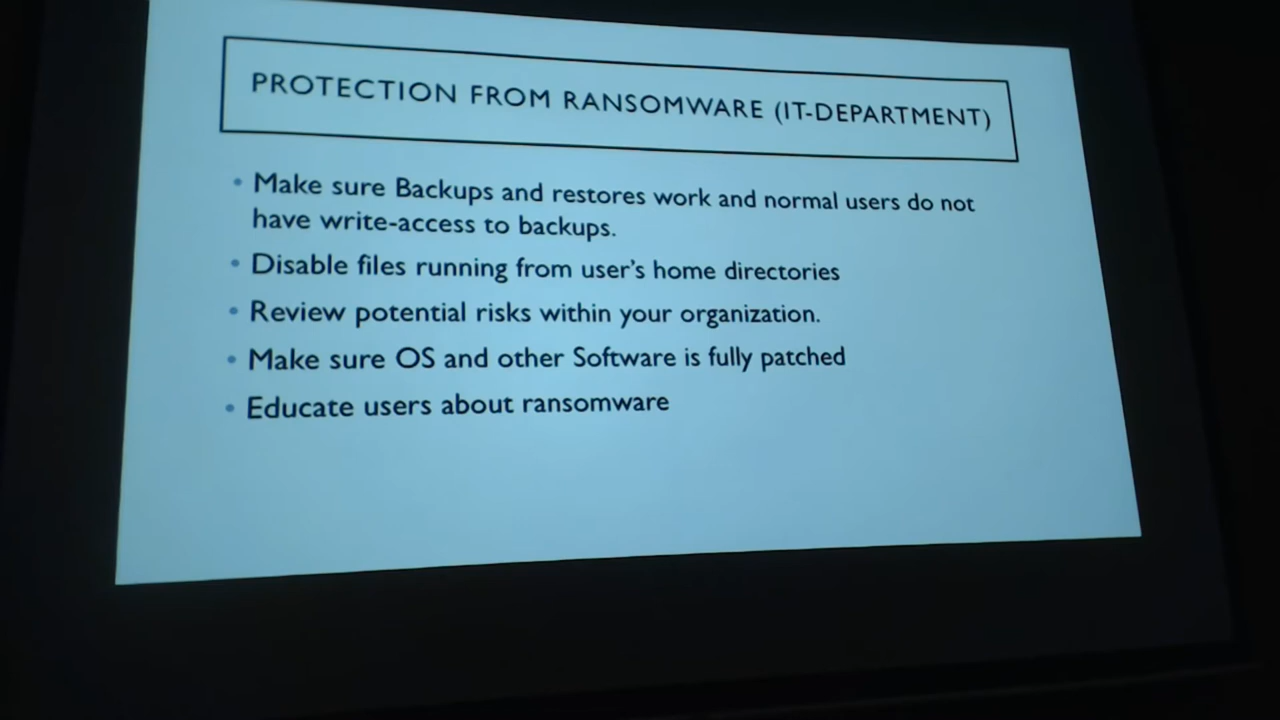 PROTECTION FROM RANSOMWARE (IT-DEPARTMENT)
• Make sure Backups and restores work and normal users do not
have write-access to backups.
• Disable files running from user's home directories
• Review potential risks within your organization.
• Make sure OS and other Software is fully patched
• Educate users about ransomware